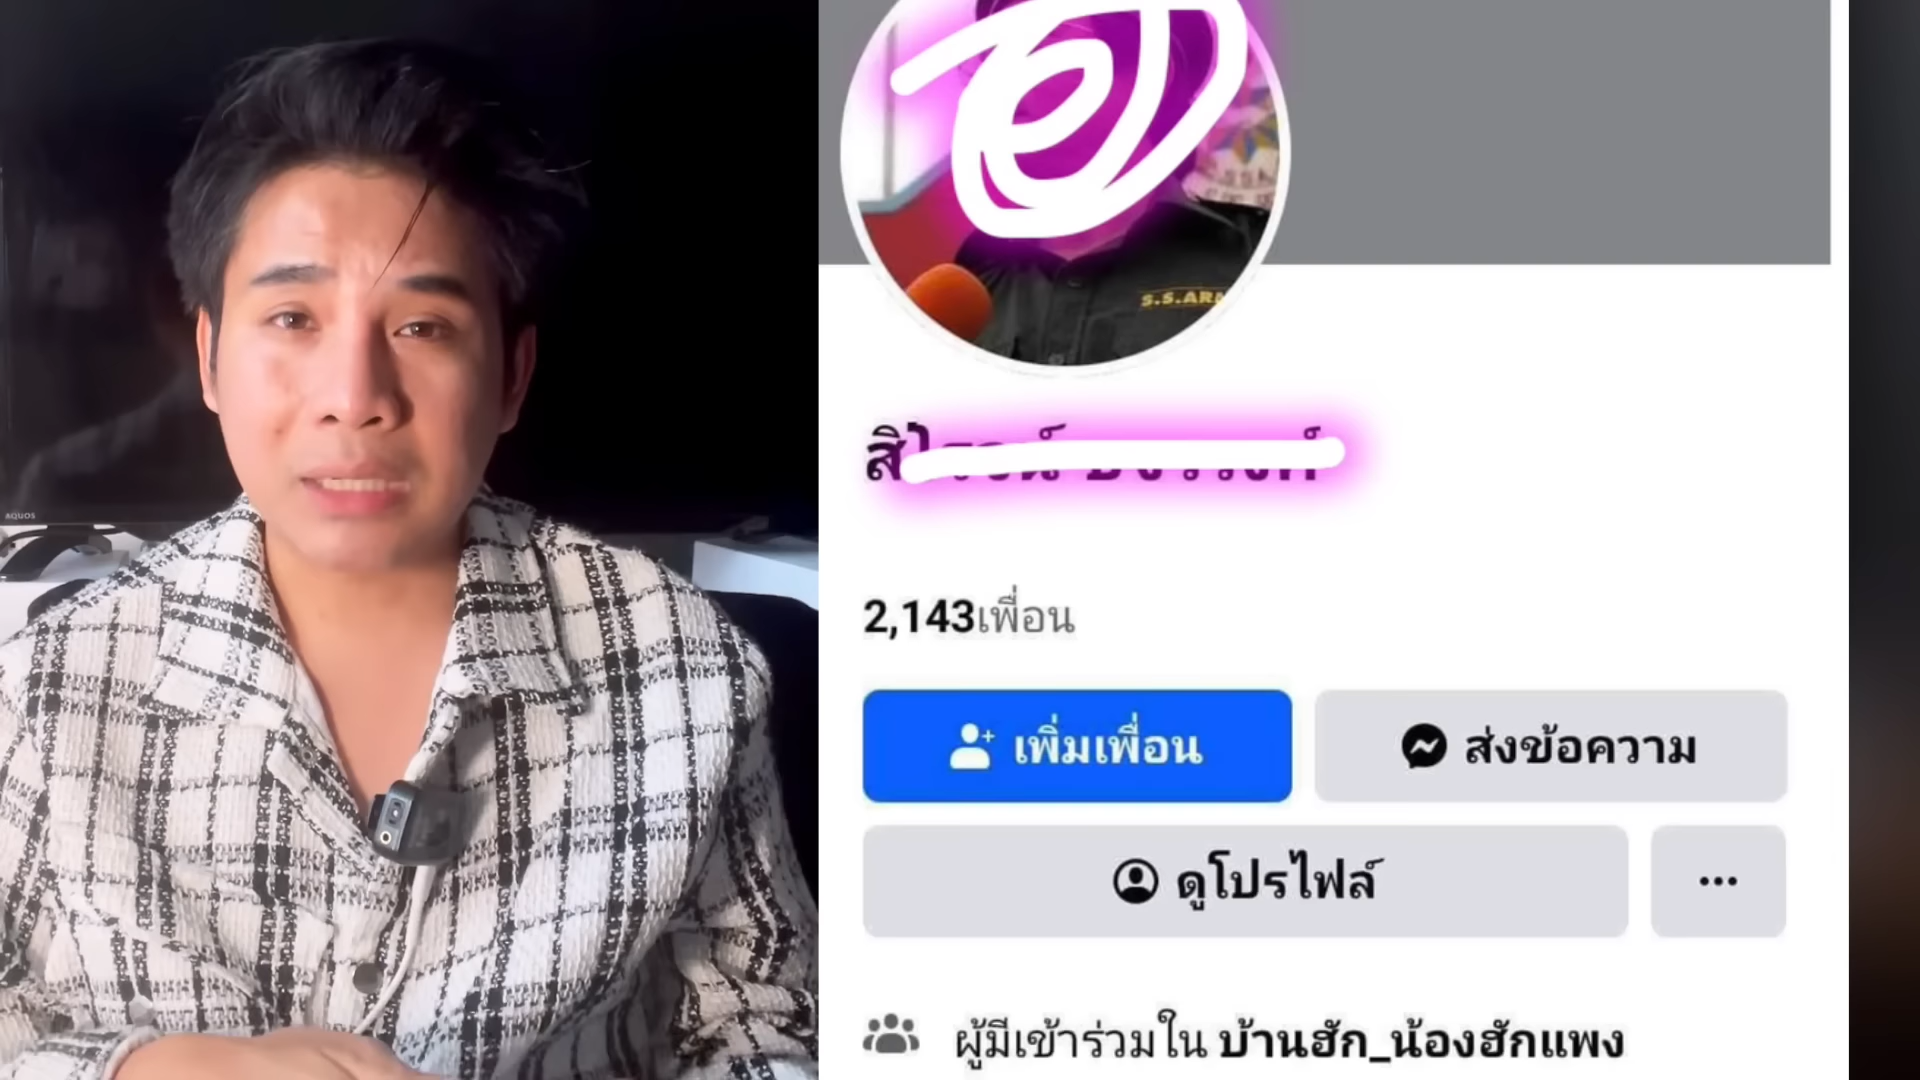 AQUOS
S.S.ARM
2,143เพื่อน
เพิ่มเพื่อน
ส่งข้อความ
ดูโปรไฟล์
ผู้มีเข้าร่วมใน บ้านฮัก_น้องฮักแพง